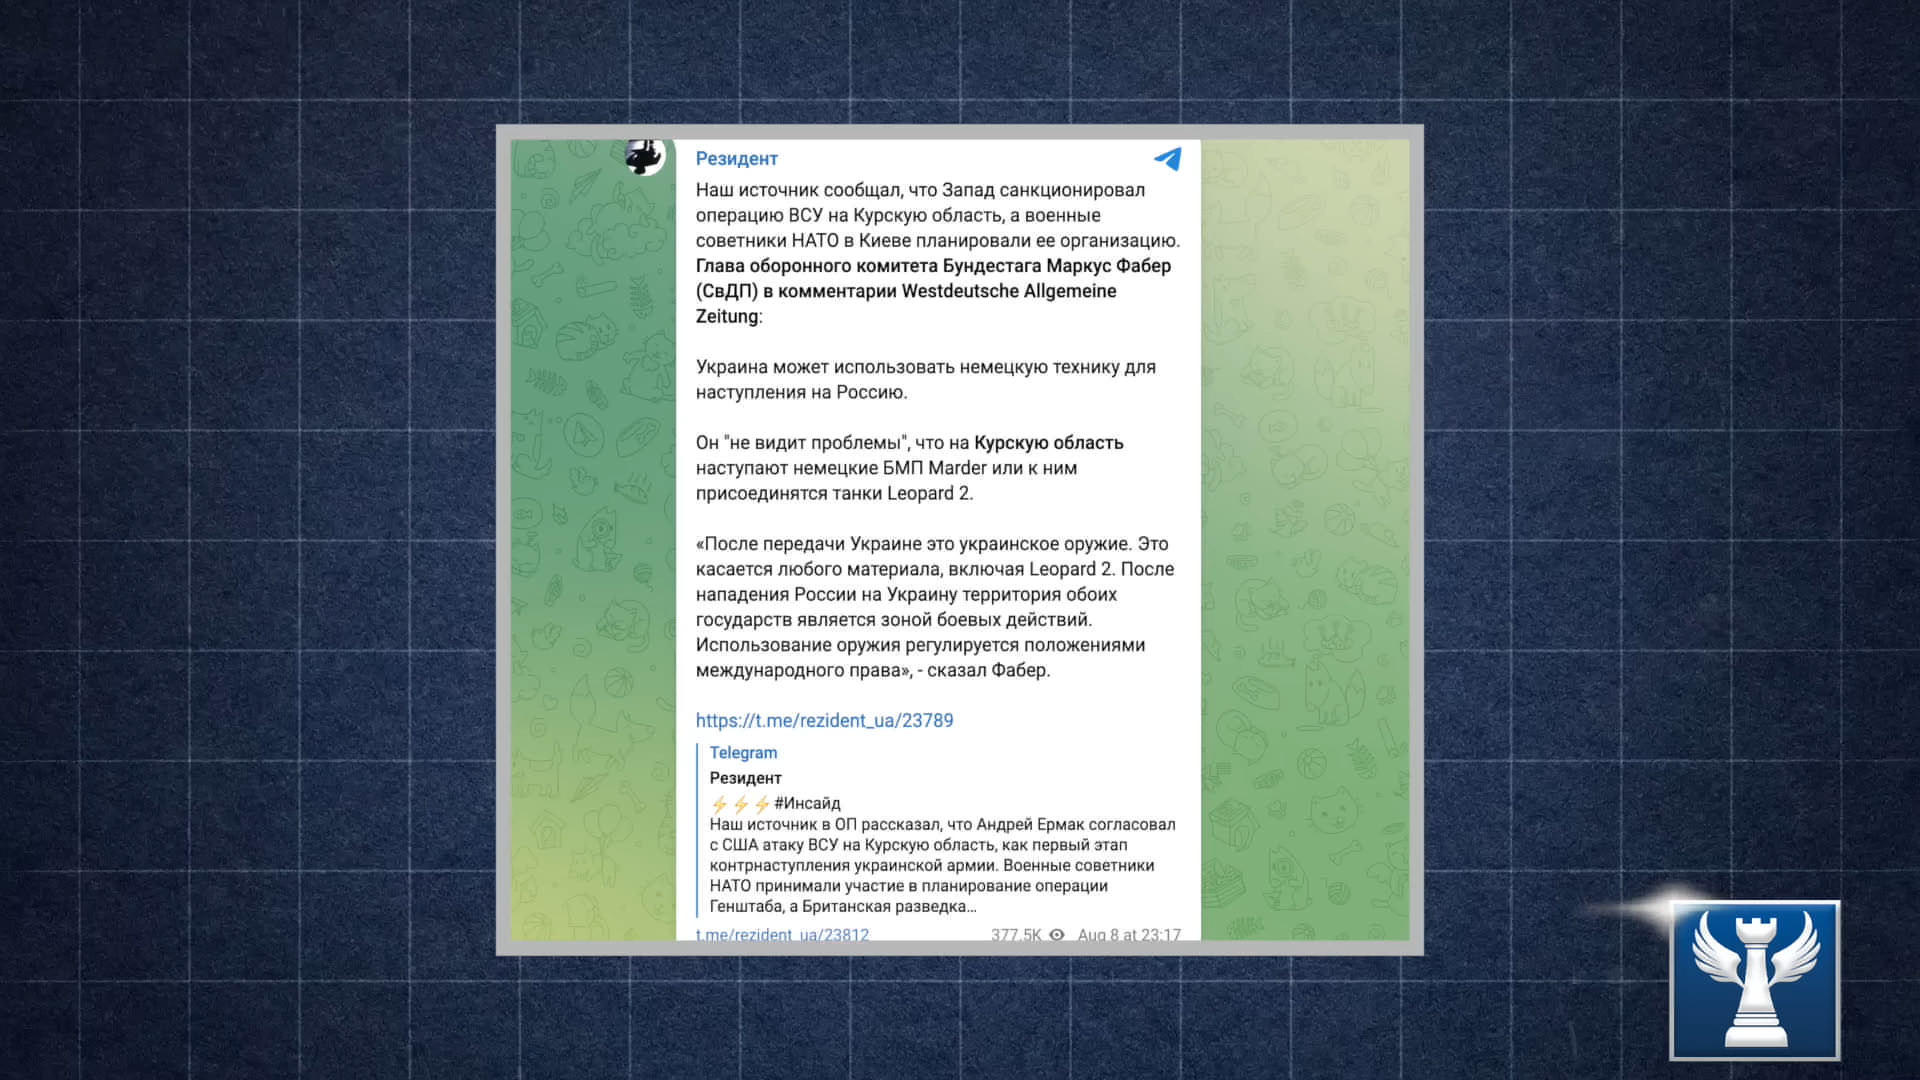 Резидент
Наш источник сообщал, что Запад санкционировал
операцию ВСУ на Курскую область, а военные
советники НАТО в Киеве планировали ее организацию.
Глава оборонного комитета Бундестага Маркус Фабер
(СвДП) в комментарии Westdeutsche Allgemeine
Zeitung:
Украина может использовать немецкую технику для
наступления на Россию.
Он "не видит проблемы", что на Курскую область
наступают немецкие БМП Marder или к ним
присоединятся танки Leopard 2.
«После передачи Украине это украинское оружие. Это
касается любого материала, включая Leopard 2. После
нападения России на Украину территория обоих
государств является зоной боевых действий.
Использование оружия регулируется положениями
международного права», - сказал Фабер.
https://t.me/rezident_ua/23789
Telegram
Резидент
⚡⚡⚡#Инсайд
Наш источник в ОП рассказал, что Андрей Ермак согласовал
с США атаку ВСУ на Курскую область, как первый этап
контрнаступления украинской армии. Военные советники
НАТО принимали участие в планирование операции
Генштаба, а Британская разведка…
t.me/rezident_ua/23812 377.5K Aug 8 at 23:17